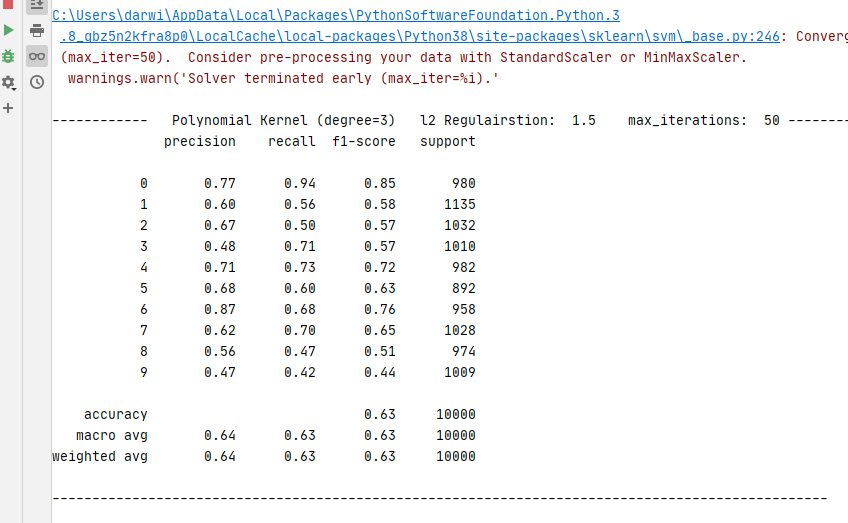 C:\Users\darwi\AppData\Local\Packages\PythonSoftwareFoundation.Python.3
.8_qbz5n2kfra8p0\LocalCache\local-packages\Python38\site-packages\sklearn\svm\_base.py:246: Converg
(max_iter=50). Consider pre-processing your data with StandardScaler or MinMaxScaler.
warnings.warn('Solver terminated early (max_iter=%i).'
------------ Polynomial Kernel (degree=3) l2 Regulairstion: 1.5 max_iterations: 50 --------
precision recall f1-score support
0 0.77 0.94 0.85 980
1 0.60 0.56 0.58 1135
2 0.67 0.50 0.57 1032
3 0.48 0.71 0.57 1010
4 0.71 0.73 0.72 982
5 0.68 0.60 0.63 892
6 0.87 0.68 0.76 958
7 0.62 0.70 0.65 1028
8 0.56 0.47 0.51 974
9 0.47 0.42 0.44 1009
accuracy 0.63 10000
macro avg 0.64 0.63 0.63 10000
weighted avg 0.64 0.63 0.63 10000
-------------------------------------------------------------------------------------------------